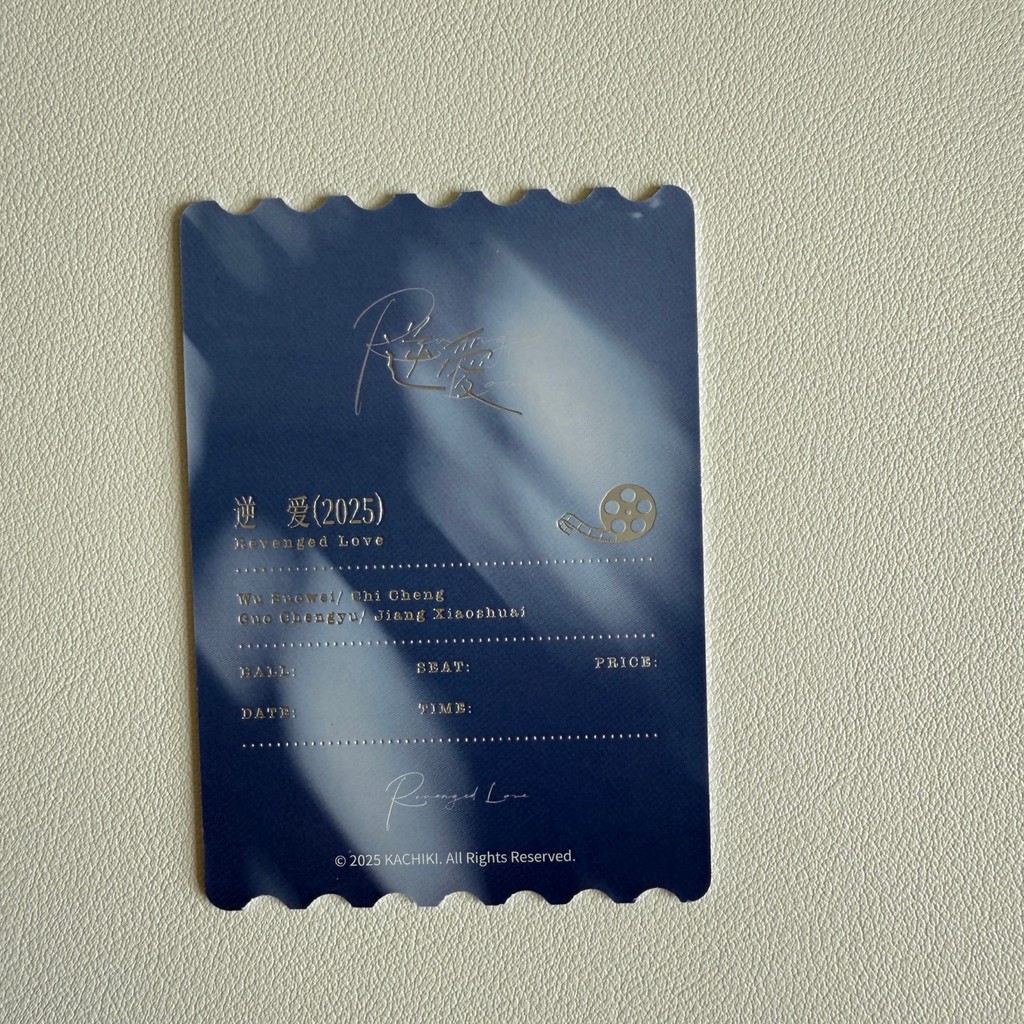 逆愛
逆 爱(2025)
Revenged Love
Wu Suowei/ Chi Cheng
Guo Chengyu/ Jiang Xiaoshuai
HALL: SEAT: PRICE:
DATE: TIME:
Revenged Love
© 2025 KACHIKI. All Rights Reserved.